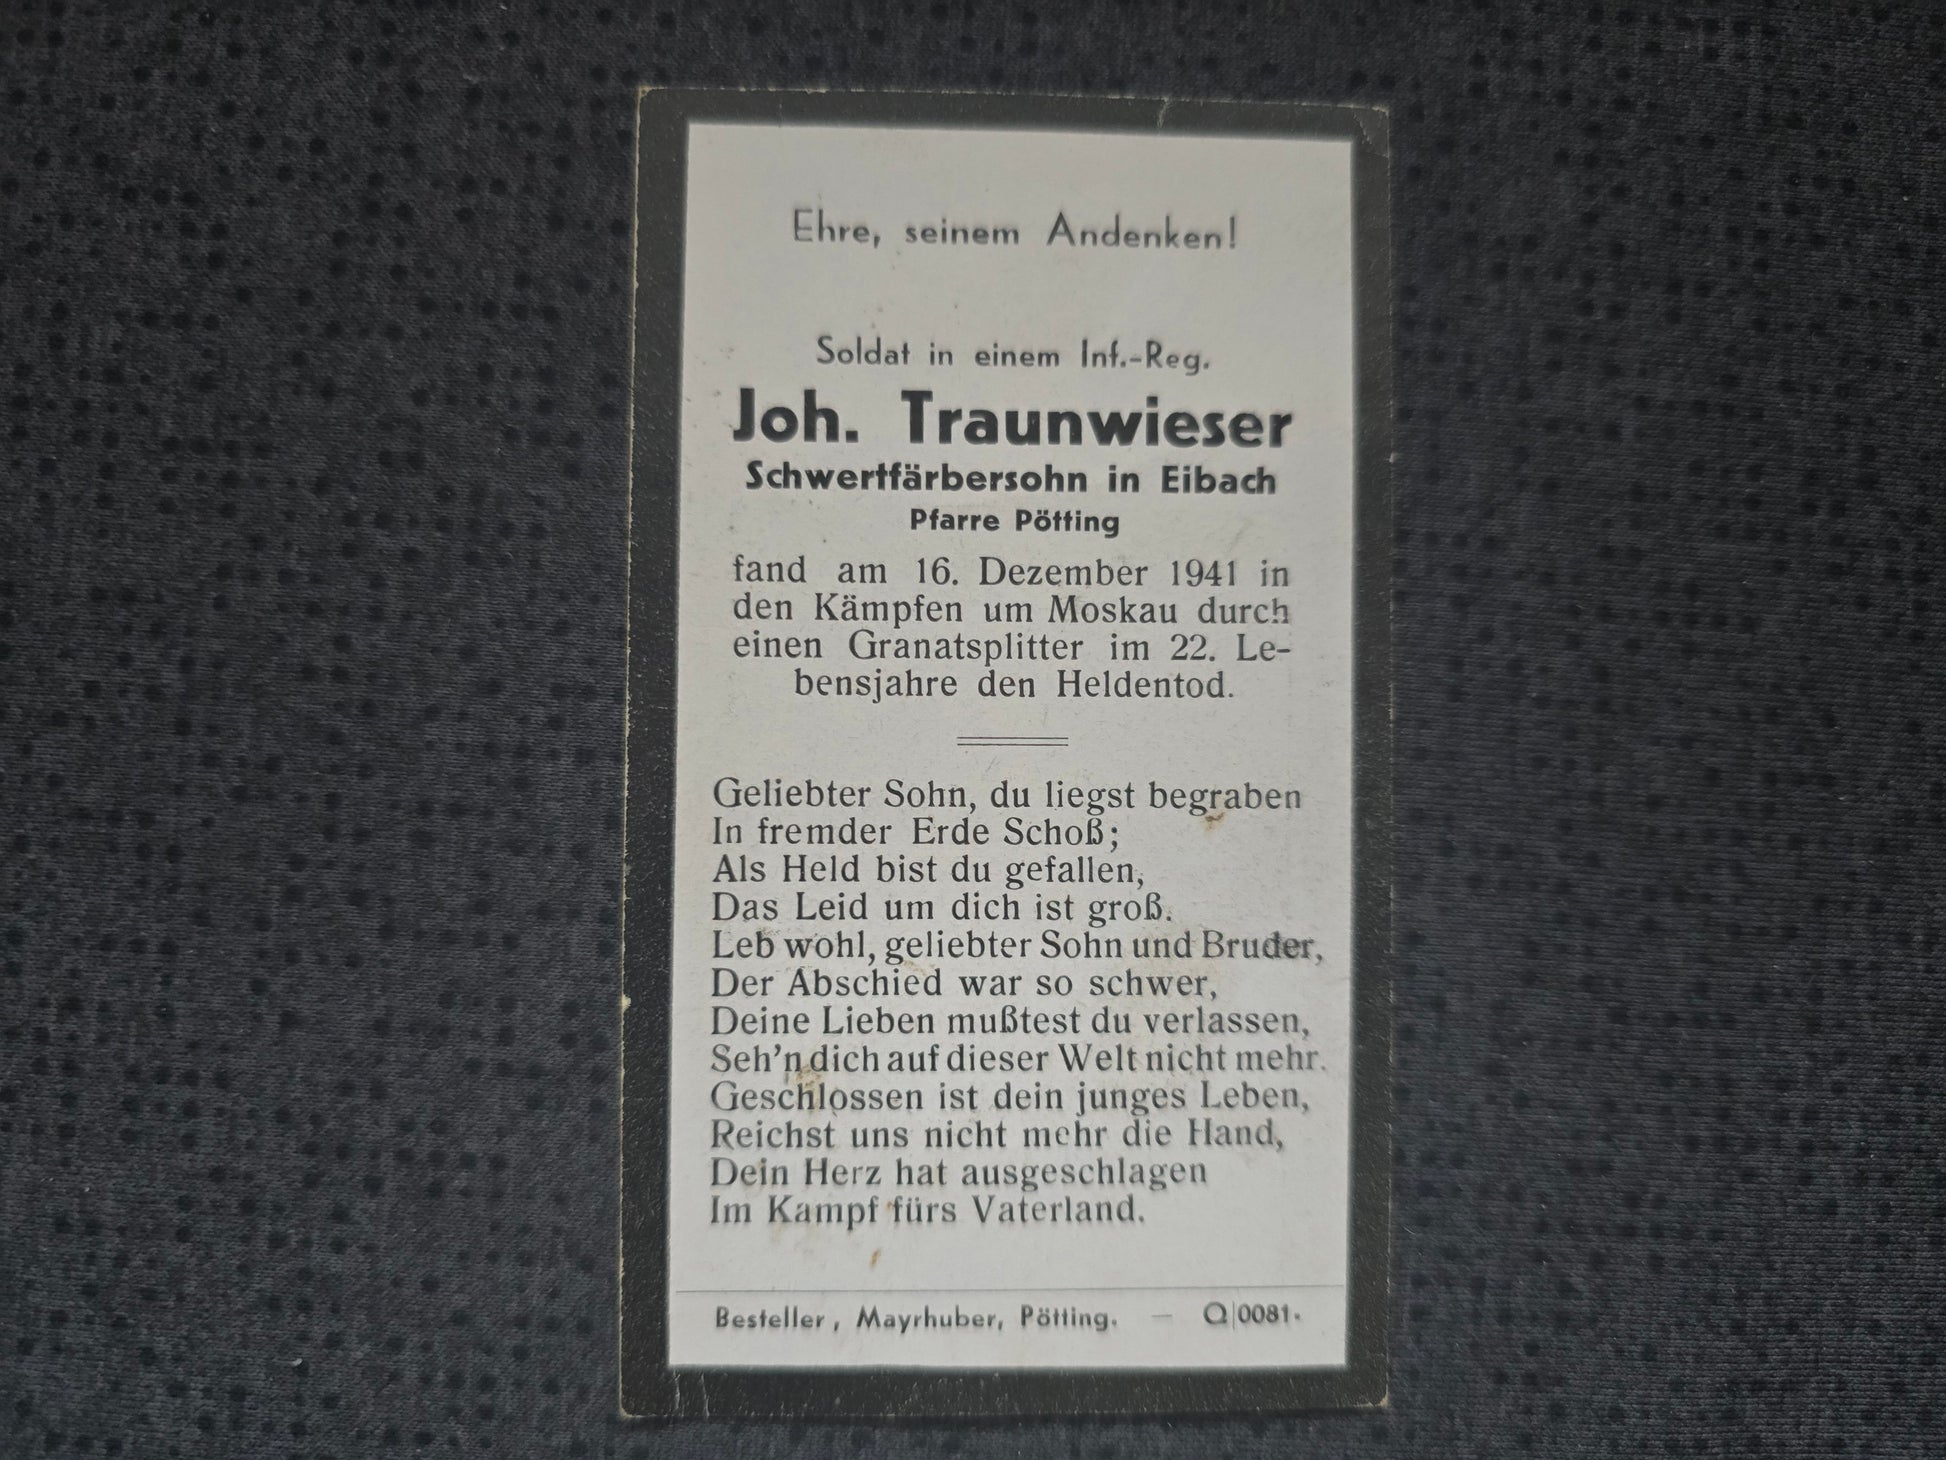 Ehre, seinem Andenken!
Soldat in einem Inf.-Reg.
Joh. Traunwieser
Schwertfärbersohn in Eibach
Pfarre Pötting
fand am 16. Dezember 1941 in
den Kämpfen um Moskau durch
einen Granatsplitter im 22. Le-
bensjahre den Heldentod.
Geliebter Sohn, du liegst begraben
In fremder Erde Schoß;
Als Held bist du gefallen,
Das Leid um dich ist groß.
Leb wohl, geliebter Sohn und Bruder,
Der Abschied war so schwer,
Deine Lieben mußtest du verlassen,
Seh'n dich auf dieser Welt nicht mehr.
Geschlossen ist dein junges Leben,
Reichst uns nicht mehr die Hand,
Dein Herz hat ausgeschlagen
Im Kampf fürs Vaterland.
Besteller, Mayrhuber, Pötting. — Q|0081.